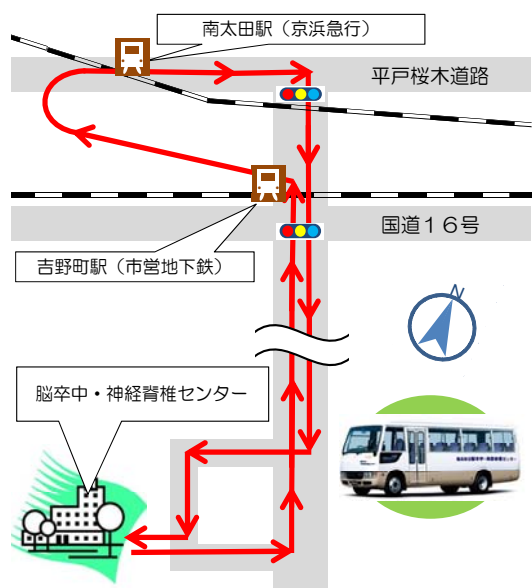 南太田駅（京浜急行）
平戸桜木道路
国道１６号
吉野町駅（市営地下鉄）
N
脳卒中・神経脊椎センター